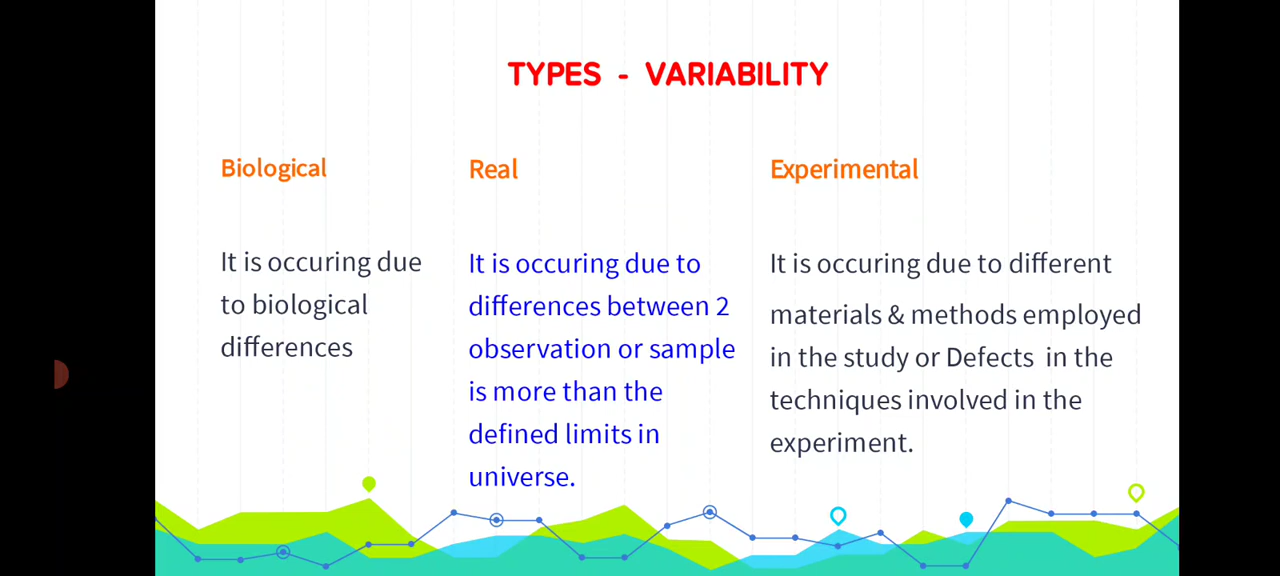 TYPES - VARIABILITY
Biological
It is occuring due
to biological
differences
Real
It is occuring due to
differences between 2
observation or sample
is more than the
defined limits in
universe.
Experimental
It is occuring due to different
materials & methods employed
in the study or Defects in the
techniques involved in the
experiment.